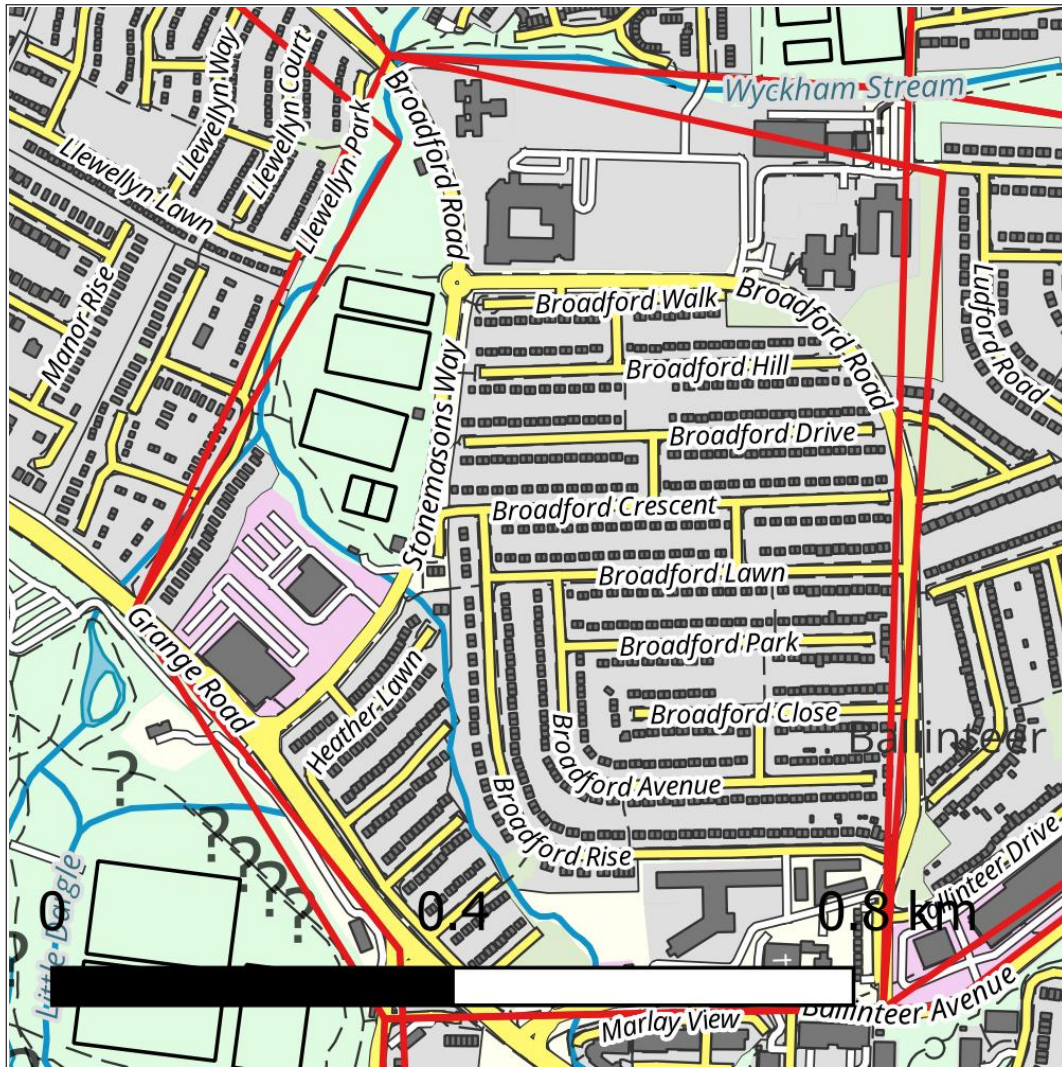 Llewellyn Way
Llewellyn Court
Llewellyn Park
Broadford Road
Wyckham Stream
Llewellyn Lawn
Manor Rise
Ludford Road
Broadford Walk
Broadford Road
Broadford Hill
Stonemasons Way
Broadford Drive
Broadford Crescent
Broadford Lawn
Grange Road
Heather Lawn
Broadford Park
Broadford Close
Ballinteer
Broadford Avenue
Broadford Rise
?
?
?
?
?
?
Little Dargle
0
0.4
0.8 km
Ballinteer Drive
Marlay View
Ballinteer Avenue